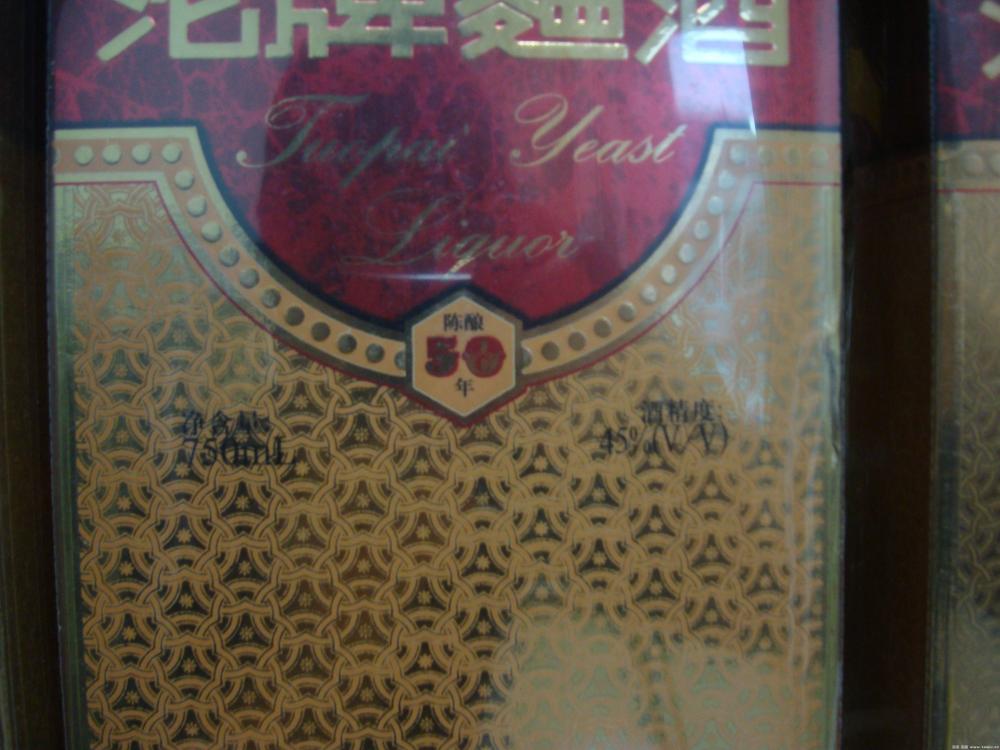 沱牌麯酒
Tuopai Yeast
Liquor
陈酿
50
年
净含量:
750mL
酒精度:
45%(V/V)